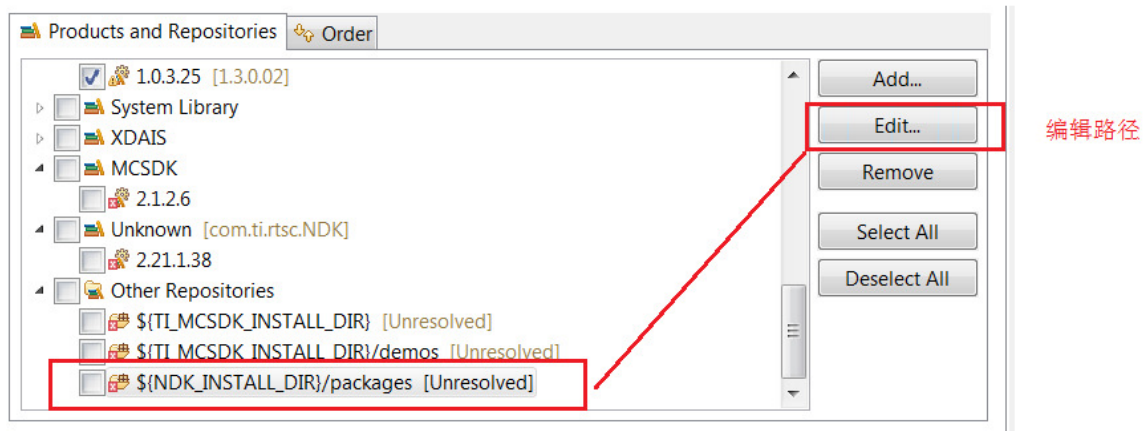 Products and Repositories Order
1.0.3.25 [1.3.0.02]
System Library
XDAIS
MCSDK
2.1.2.6
Unknown [com.ti.rtsc.NDK]
2.21.1.38
Other Repositories
${TI_MCSDK_INSTALL_DIR} [Unresolved]
${TI_MCSDK_INSTALL_DIR}/demos [Unresolved]
${NDK_INSTALL_DIR}/packages [Unresolved]
Add...
Edit...
Remove
Select All
Deselect All
编辑路径